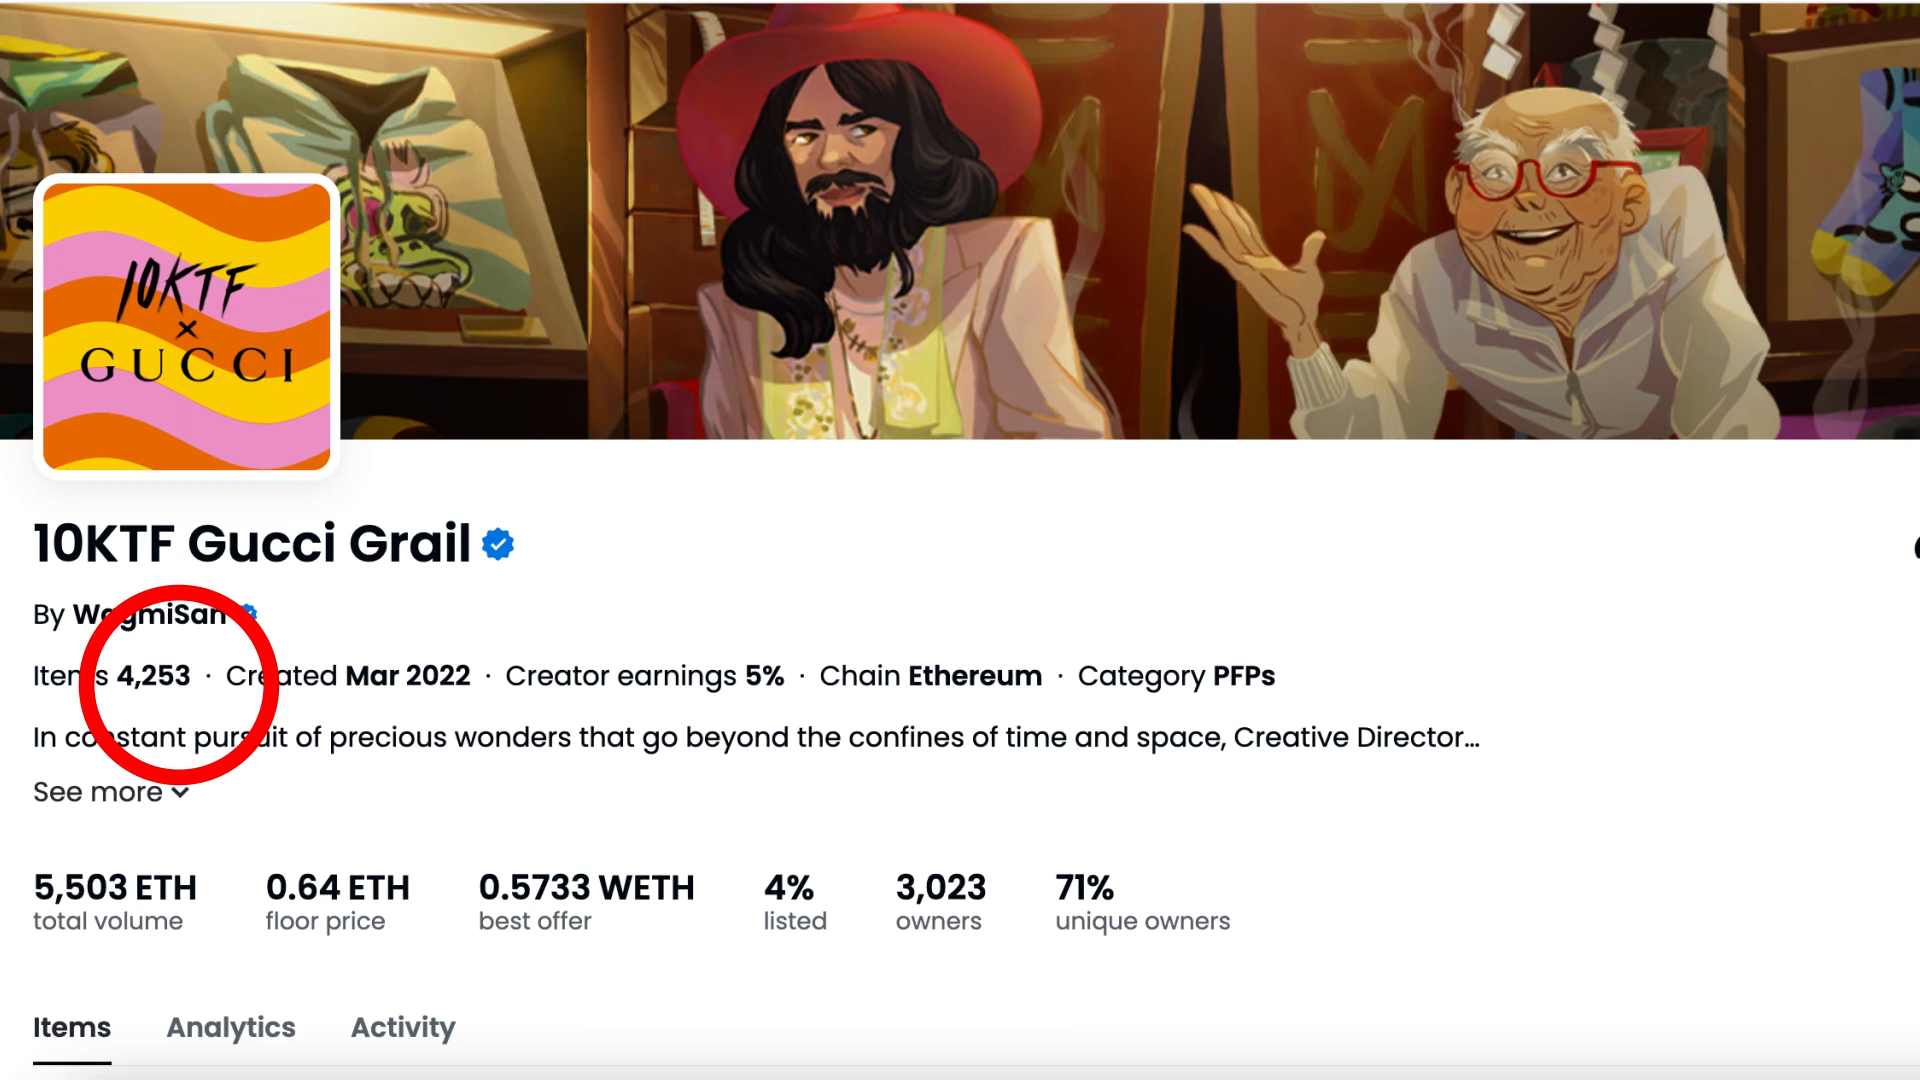 10KTF
×
GUCCI
10KTF Gucci Grail
By WagmiSan
Items 4,253 · Created Mar 2022 · Creator earnings 5% · Chain Ethereum · Category PFPs
In constant pursuit of precious wonders that go beyond the confines of time and space, Creative Director...
See more
5,503 ETH 0.64 ETH 0.5733 WETH 4% 3,023 71%
total volume floor price best offer listed owners unique owners
Items Analytics Activity